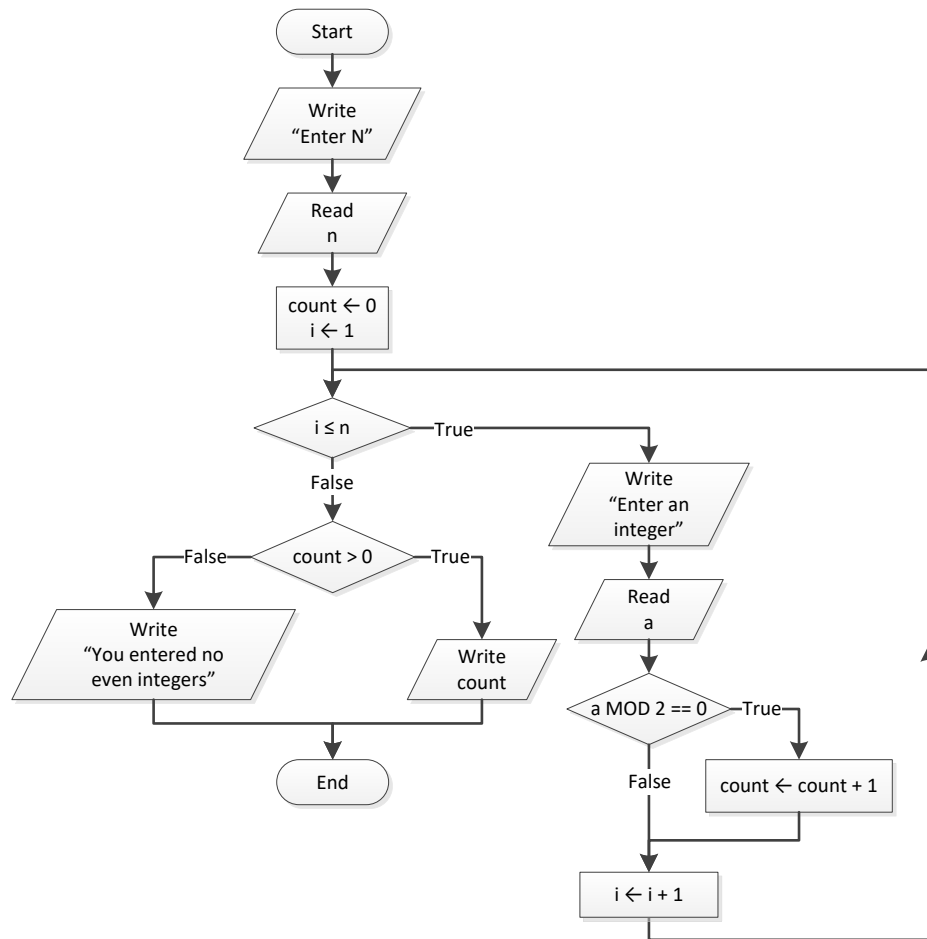 Start
Write
“Enter N”
Read
n
count ← 0
i ← 1
i ≤ n
True
False
Write
“Enter an
integer”
False
count > 0
True
Read
a
Write
“You entered no
even integers”
Write
count
a MOD 2 == 0
True
End
False
count ← count + 1
i ← i + 1